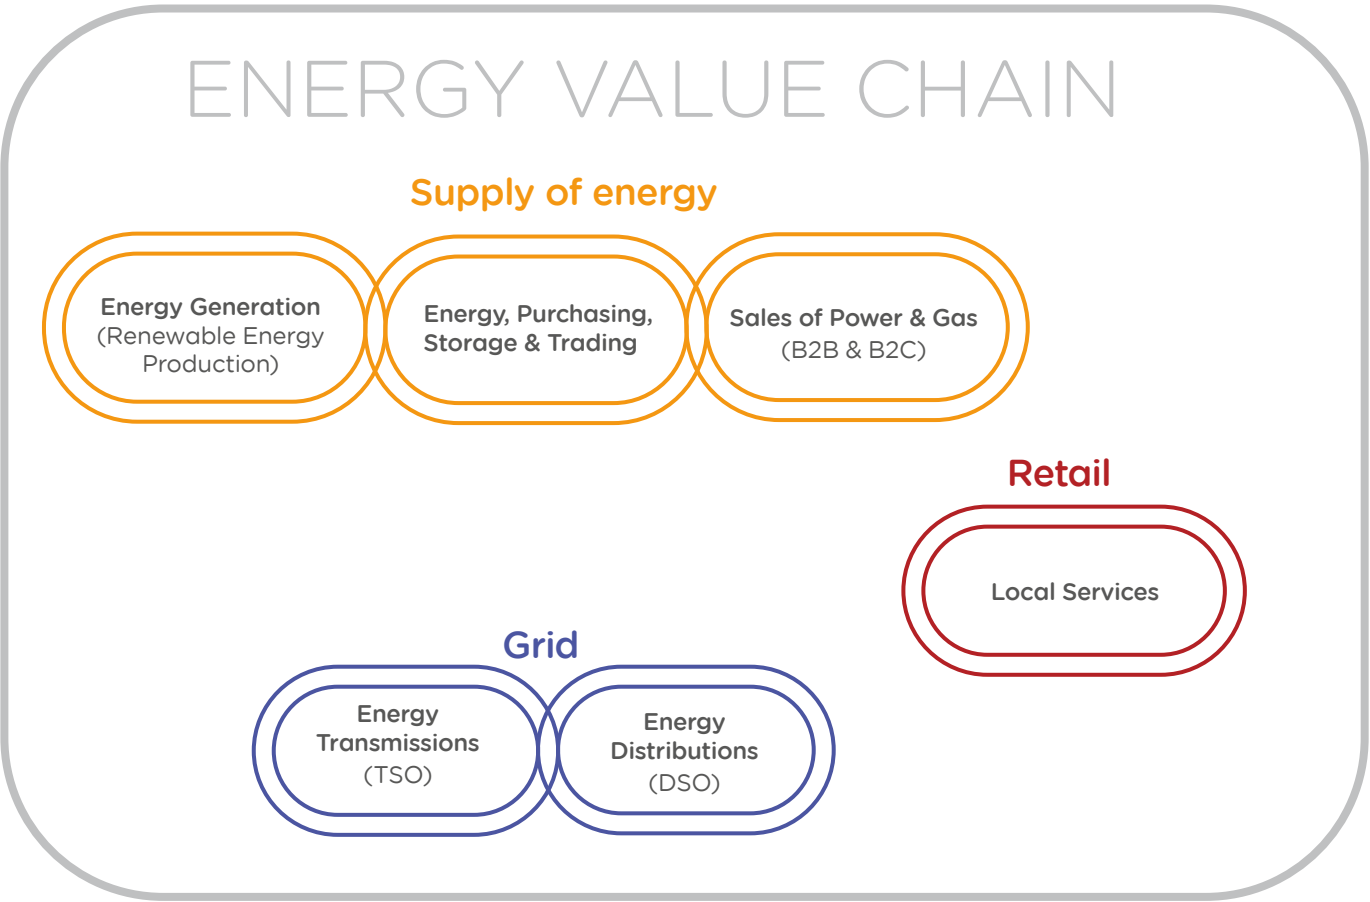 ENERGY VALUE CHAIN
Supply of energy
Energy Generation
(Renewable Energy
Production)
Energy, Purchasing,
Storage & Trading
Sales of Power & Gas
(B2B & B2C)
Retail
Local Services
Grid
Energy
Transmissions
(TSO)
Energy
Distributions
(DSO)